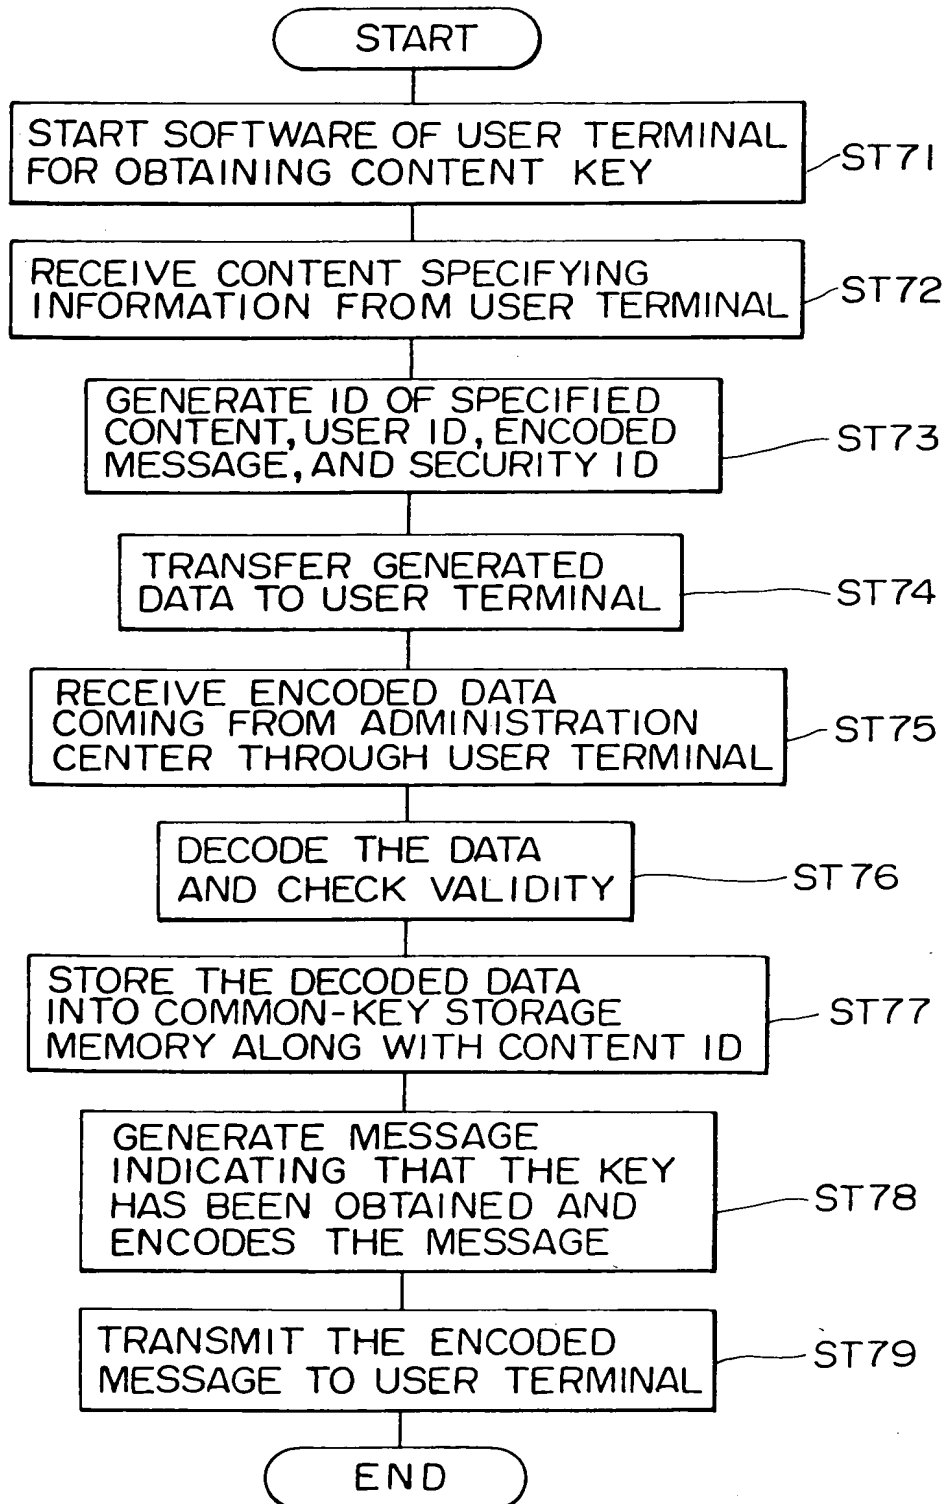 START
START SOFTWARE OF USER TERMINAL
FOR OBTAINING CONTENT KEY
ST71
RECEIVE CONTENT SPECIFYING
INFORMATION FROM USER TERMINAL
ST72
GENERATE ID OF SPECIFIED
CONTENT, USER ID, ENCODED
MESSAGE, AND SECURITY ID
ST73
TRANSFER GENERATED
DATA TO USER TERMINAL
ST74
RECEIVE ENCODED DATA
COMING FROM ADMINISTRATION
CENTER THROUGH USER TERMINAL
ST75
DECODE THE DATA
AND CHECK VALIDITY
ST76
STORE THE DECODED DATA
INTO COMMON-KEY STORAGE
MEMORY ALONG WITH CONTENT ID
ST77
GENERATE MESSAGE
INDICATING THAT THE KEY
HAS BEEN OBTAINED AND
ENCODES THE MESSAGE
ST78
TRANSMIT THE ENCODED
MESSAGE TO USER TERMINAL
ST79
END